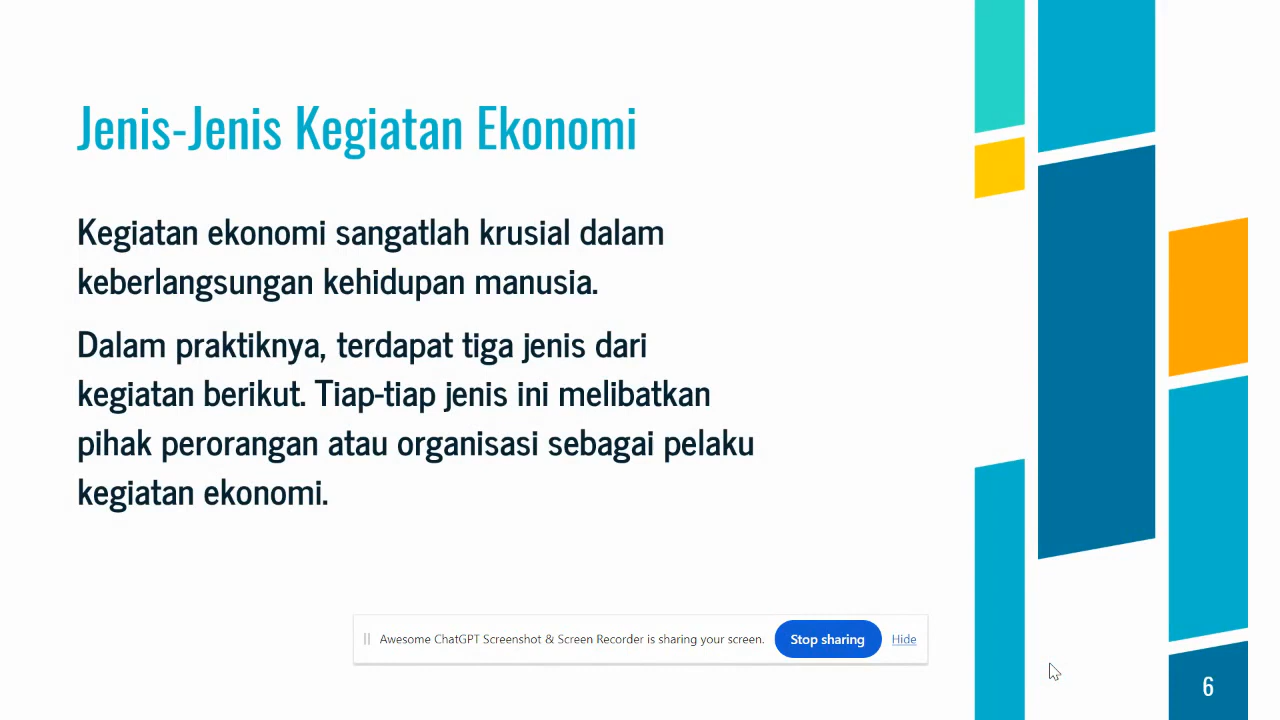 Jenis-Jenis Kegiatan Ekonomi
Kegiatan ekonomi sangatlah krusial dalam
keberlangsungan kehidupan manusia.
Dalam praktiknya, terdapat tiga jenis dari
kegiatan berikut. Tiap-tiap jenis ini melibatkan
pihak perorangan atau organisasi sebagai pelaku
kegiatan ekonomi.
Awesome ChatGPT Screenshot & Screen Recorder is sharing your screen. Stop sharing Hide
6